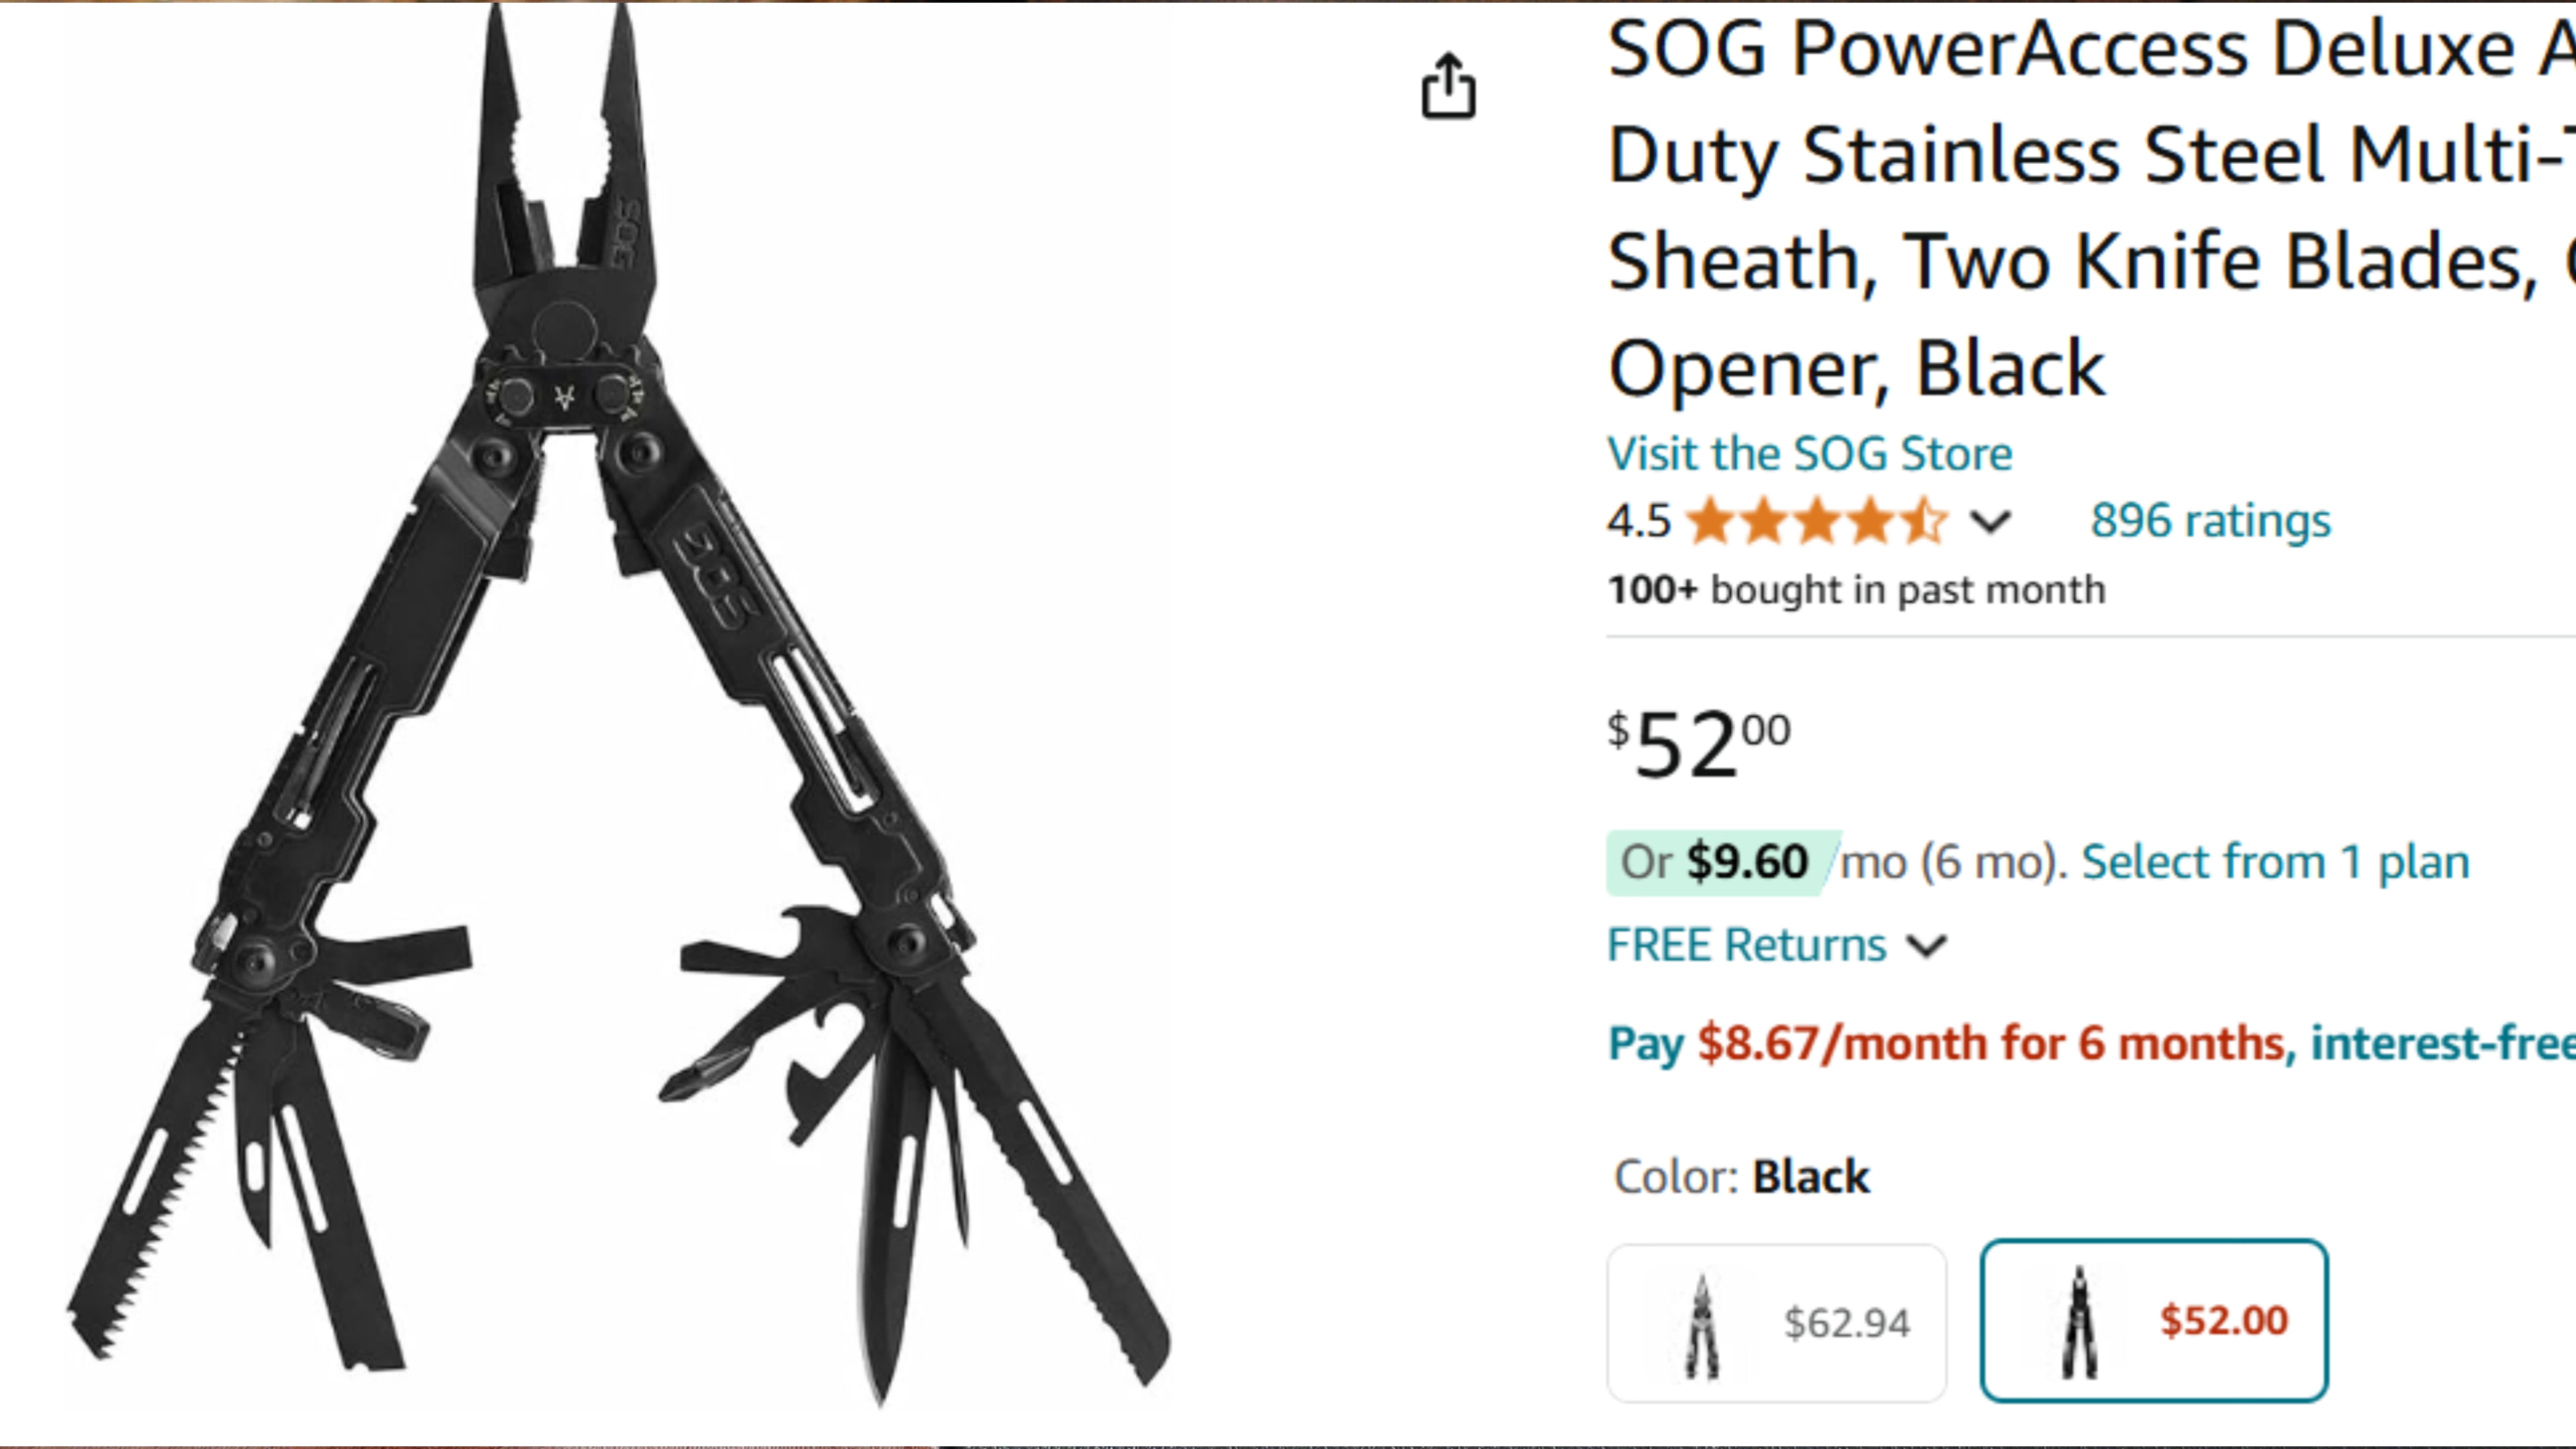 SOG PowerAccess Deluxe A
Duty Stainless Steel Multi-T
Sheath, Two Knife Blades,
Opener, Black
Visit the SOG Store
4.5 896 ratings
100+ bought in past month
$5200
Or $9.60 /mo (6 mo). Select from 1 plan
FREE Returns
Pay $8.67/month for 6 months, interest-free
Color: Black
$62.94 $52.00
SOG
SOG